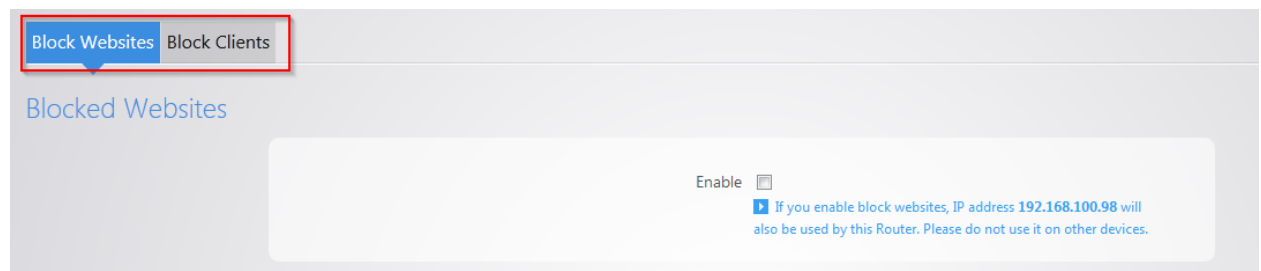 Block Websites Block Clients
Blocked Websites
Enable
If you enable block websites, IP address 192.168.100.98 will
also be used by this Router. Please do not use it on other devices.